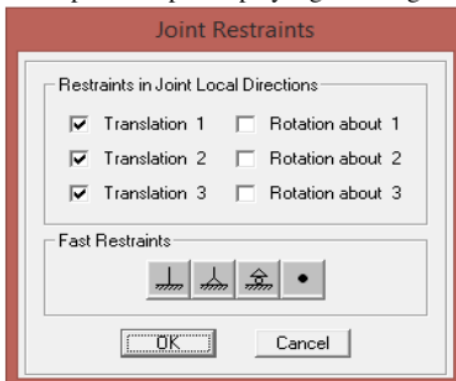 Joint Restraints
Restraints in Joint Local Directions
Translation 1 Rotation about 1
Translation 2 Rotation about 2
Translation 3 Rotation about 3
Fast Restraints
OK Cancel